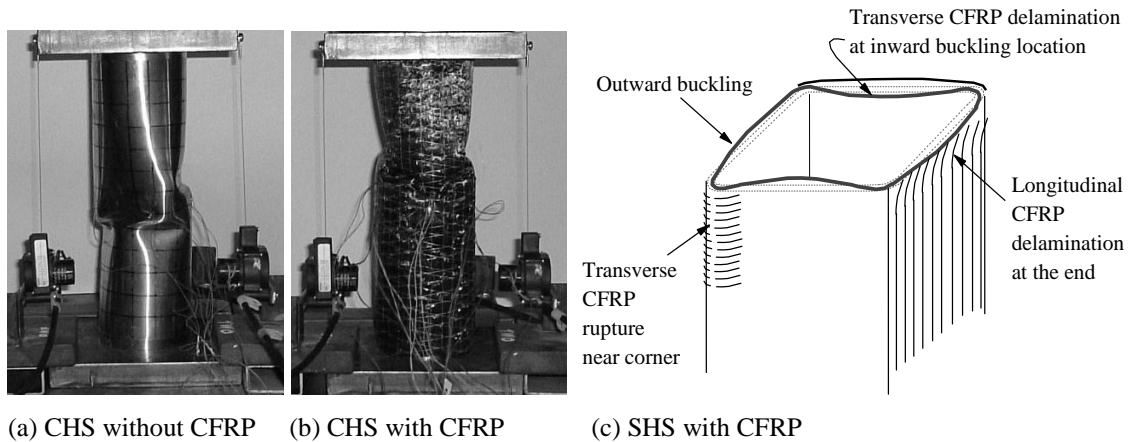 Transverse CFRP delamination
at inward buckling location
Outward buckling
Longitudinal
CFRP
delamination
at the end
Transverse
CFRP
rupture
near corner
(a) CHS without CFRP
(b) CHS with CFRP
(c) SHS with CFRP